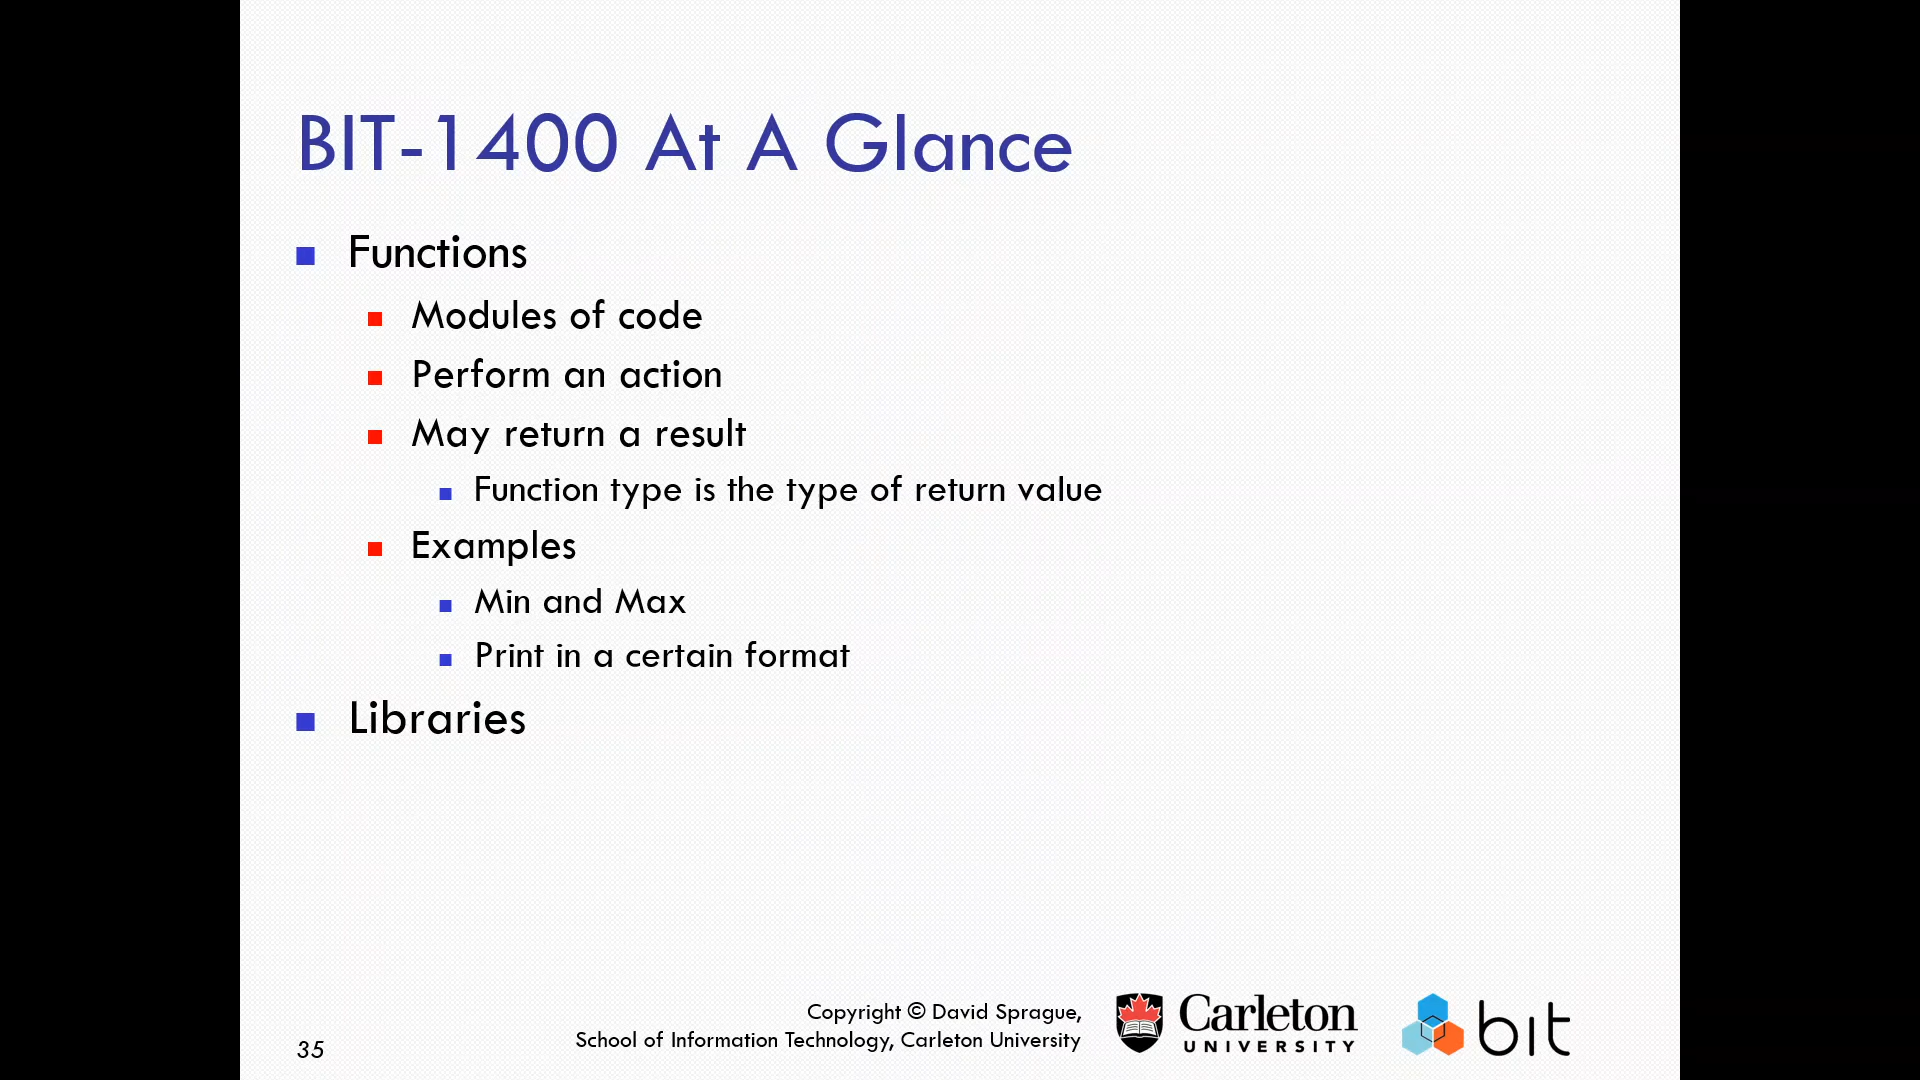 BIT-1400 At A Glance
Functions
Modules of code
Perform an action
May return a result
Function type is the type of return value
Examples
Min and Max
Print in a certain format
Libraries
Copyright © David Sprague,
School of Information Technology, Carleton University
35
Carleton
UNIVERSITY
bit